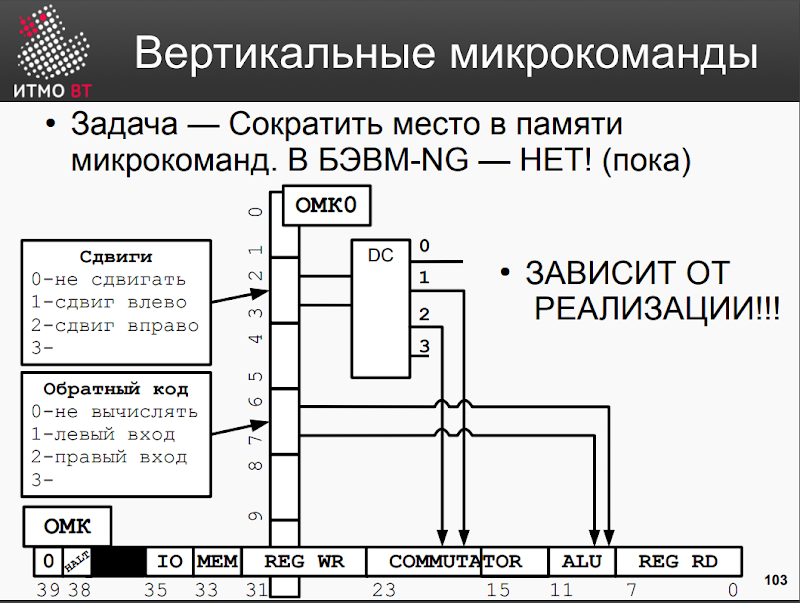 ИТМО ВТ
Вертикальные микрокоманды
• Задача — Сократить место в памяти
микрокоманд. В БЭВМ-NG — НЕТ! (пока)
ОМК0
0
1
2
3
4
5
6
7
8
9
Сдвиги
0-не сдвигать
1-сдвиг влево
2-сдвиг вправо
3-
DC
0
1
2
3
• ЗАВИСИТ ОТ
РЕАЛИЗАЦИИ!!!
Обратный код
0-не вычислять
1-левый вход
2-правый вход
3-
ОМК
0 HALT IO MEM REG WR COMMUTATOR ALU REG RD
39 38 35 33 31 23 15 11 7 0
103